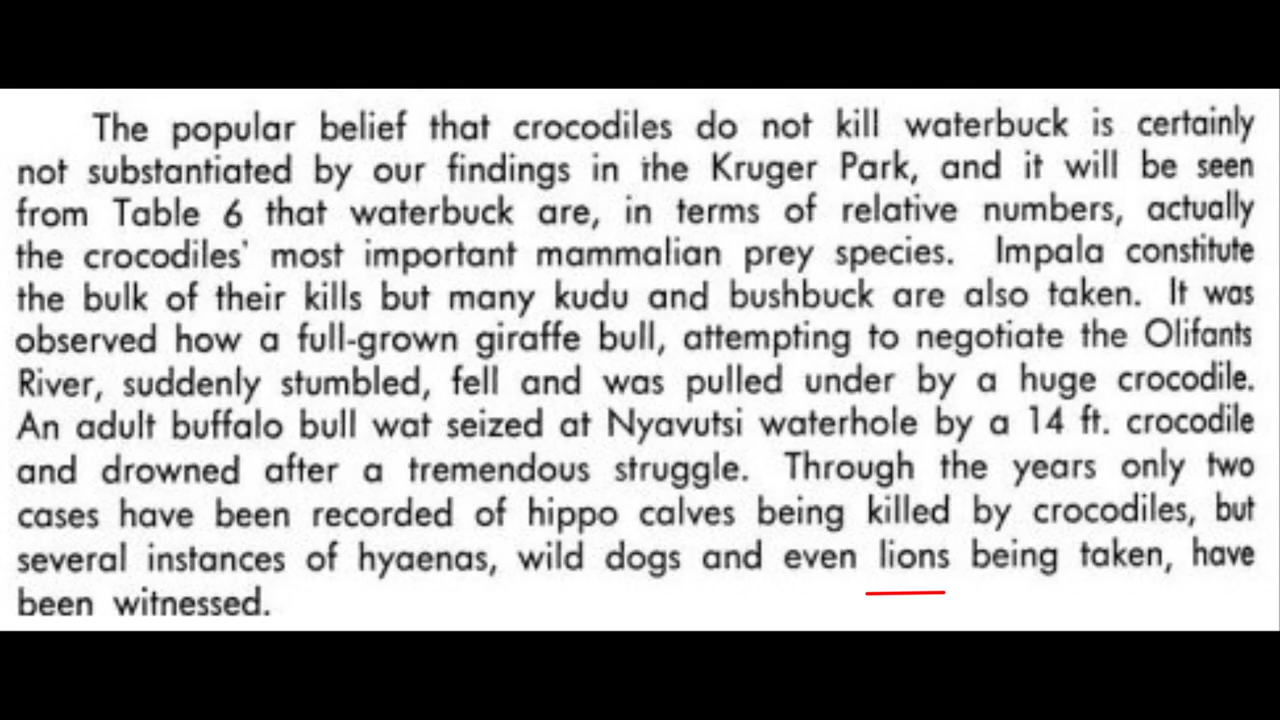 The popular belief that crocodiles do not kill waterbuck is certainly
not substantiated by our findings in the Kruger Park, and it will be seen
from Table 6 that waterbuck are, in terms of relative numbers, actually
the crocodiles' most important mammalian prey species. Impala constitute
the bulk of their kills but many kudu and bushbuck are also taken. It was
observed how a full-grown giraffe bull, attempting to negotiate the Olifants
River, suddenly stumbled, fell and was pulled under by a huge crocodile.
An adult buffalo bull wat seized at Nyavutsi waterhole by a 14 ft. crocodile
and drowned after a tremendous struggle. Through the years only two
cases have been recorded of hippo calves being killed by crocodiles, but
several instances of hyaenas, wild dogs and even lions being taken, have
been witnessed.